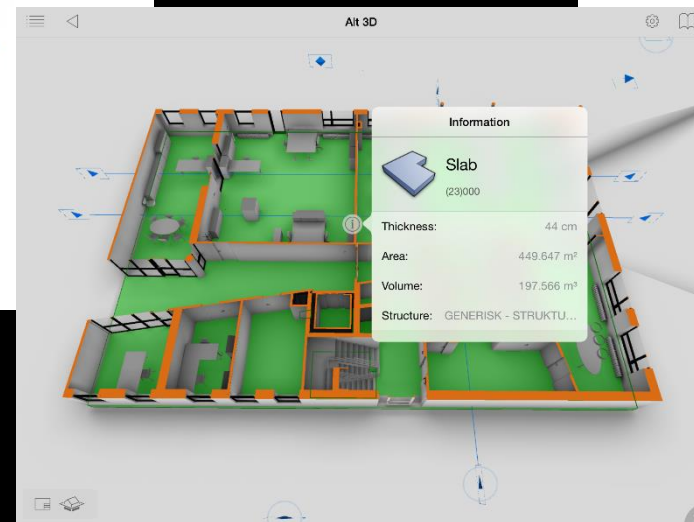 Alt 3D
Information
Slab
(23)000
Thickness: 44 cm
Area: 449.647 m²
Volume: 197.566 m³
Structure: GENERISK - STRUKTU...